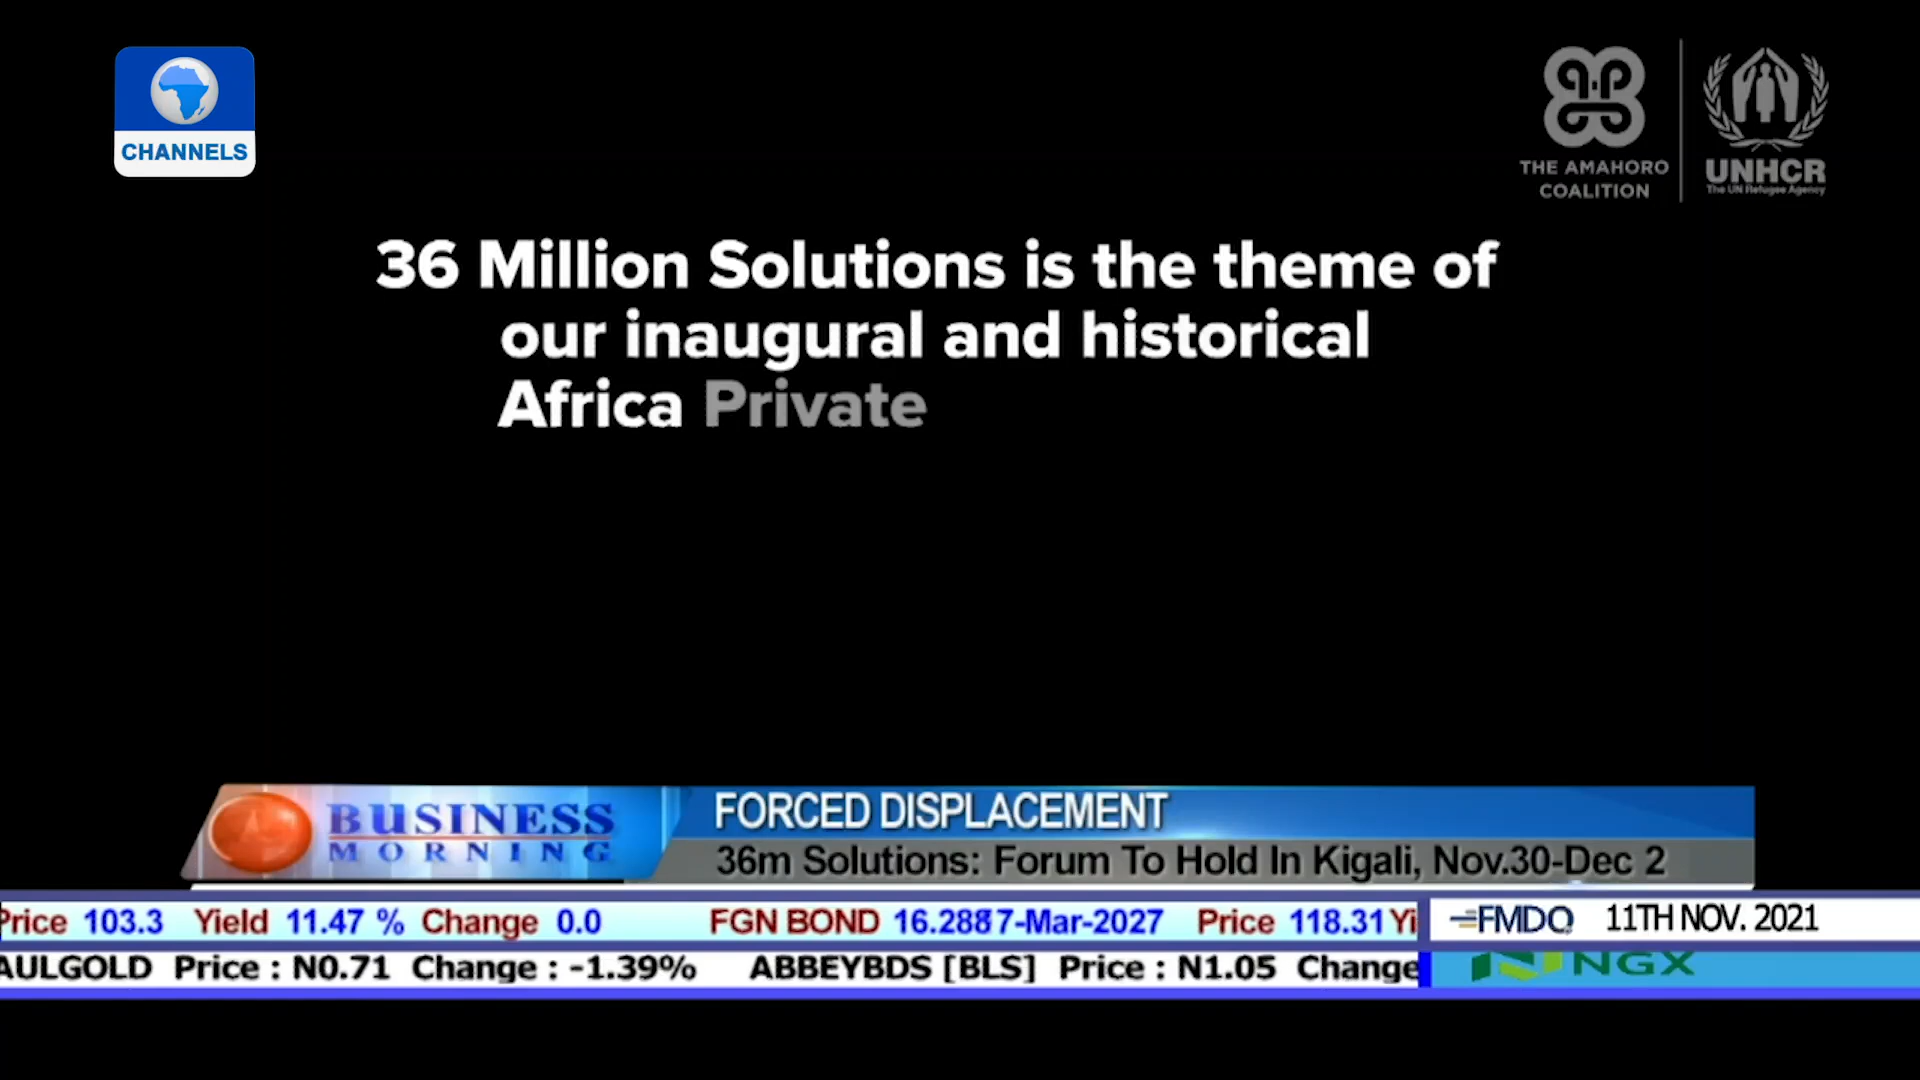 CHANNELS
THE AMAHORO
COALITION
UNHCR
The UN Refugee Agency
36 Million Solutions is the theme of
our inaugural and historical
Africa Private
BUSINESS
MORNING
FORCED DISPLACEMENT
36m Solutions: Forum To Hold In Kigali, Nov.30-Dec 2
Price 103.3 Yield 11.47 % Change 0.0 FGN BOND 7-Mar-2027 Price 118.31 Yi
FMDQ 11TH NOV. 2021
AULGOLD Price : N0.71 Change : -1.39% ABBEYBDS [BLS] Price : N1.05 Change
NGX